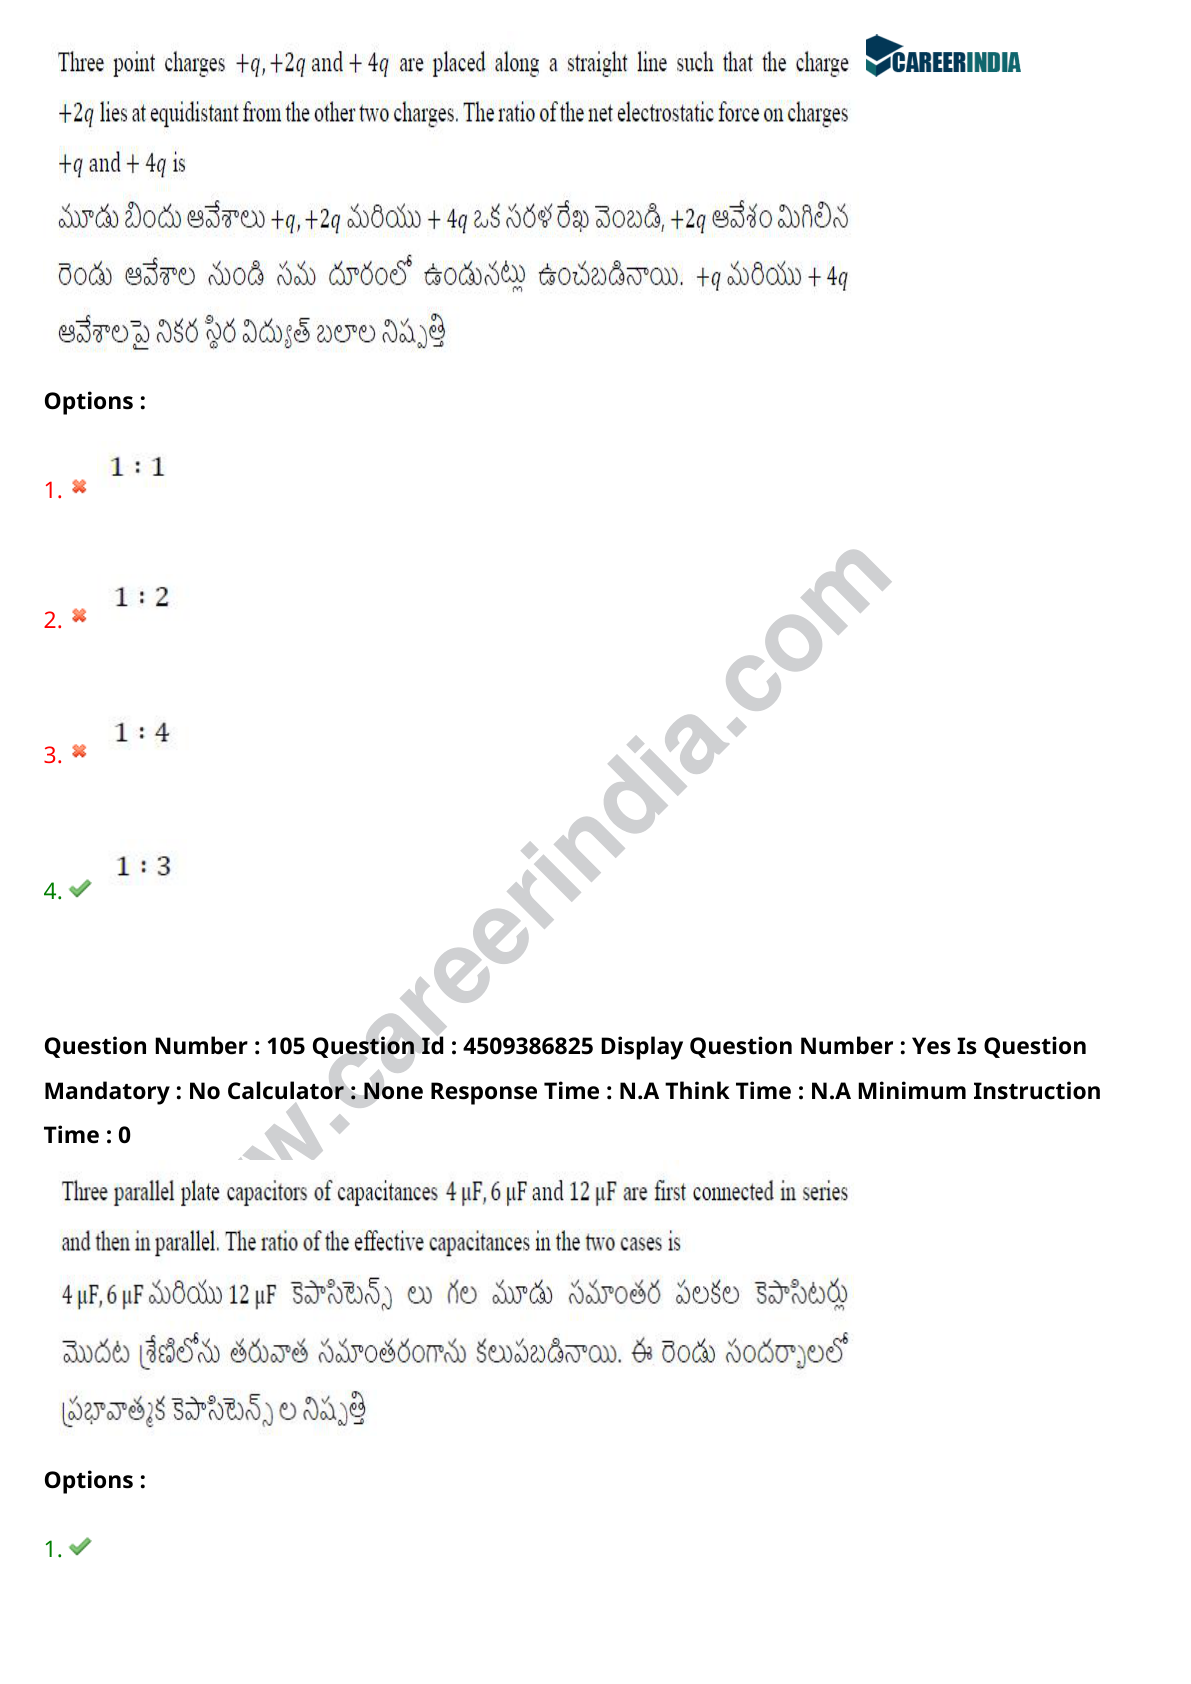 Three point charges +q, +2q and + 4q are placed along a straight line such that the charge
CAREERINDIA
+2q lies at equidistant from the other two charges. The ratio of the net electrostatic force on charges
+q and + 4q is
మూడు బిందు ఆవేశాలు +q, +2q మరియు + 4q ఒక సరళ రేఖ వెంబడి, +2q ఆవేశం మిగిలిన
రెండు ఆవేశాల నుండి సమ దూరంలో ఉండునట్లు ఉంచబడినాయి. +q మరియు + 4q
ఆవేశాలపై నికర స్థిర విద్యుత్ బలాల నిష్పత్తి
Options :
1. 1 : 1
2. 1 : 2
3. 1 : 4
4. 1 : 3
w.careerindia.com
Question Number : 105 Question Id : 4509386825 Display Question Number : Yes Is Question
Mandatory : No Calculator : None Response Time : N.A Think Time : N.A Minimum Instruction
Time : 0
Three parallel plate capacitors of capacitances 4 μF, 6 μF and 12 μF are first connected in series
and then in parallel. The ratio of the effective capacitances in the two cases is
4 μF, 6 μF మరియు 12 μF కెపాసిటెన్స్ లు గల మూడు సమాంతర పలకల కెపాసిటర్లు
మొదట శ్రేణిలోను తరువాత సమాంతరంగాను కలుపబడినాయి. ఈ రెండు సందర్భాలలో
ప్రభావాత్మక కెపాసిటెన్స్ ల నిష్పత్తి
Options :
1.